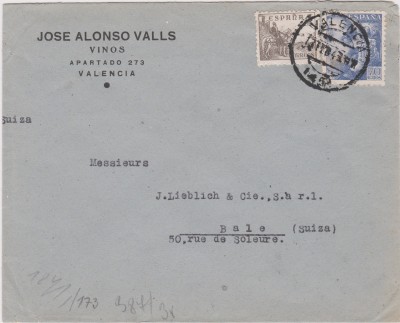 JOSE ALONSO VALLS
VINOS
APARTADO 273
VALENCIA
Suiza
ESPAÑA
VALENCIA
Messieurs
J.Lieblich & Cie.,S.à r.l.
Bale (Suiza)
50,rue de Soleure.
173